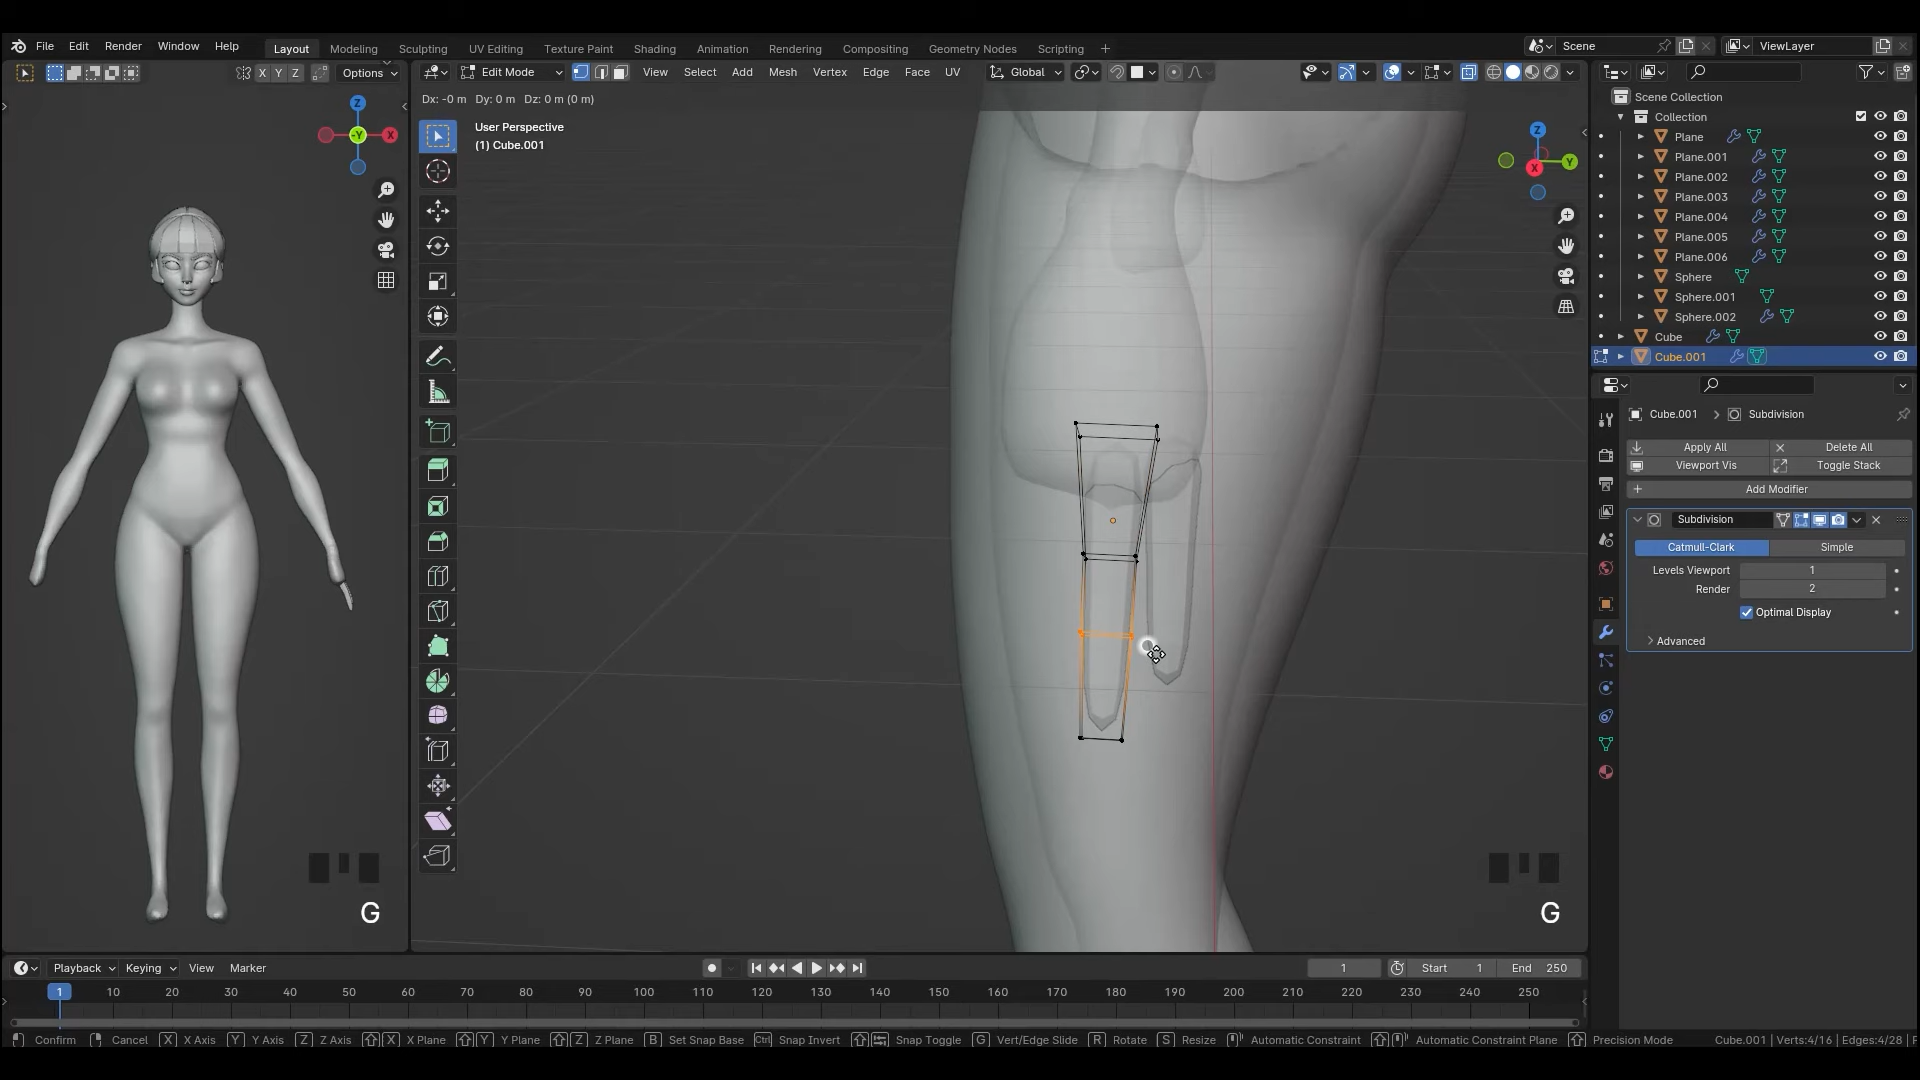 File Edit Render Window Help Layout Modeling Sculpting UV Editing Texture Paint Shading Animation Rendering Compositing Geometry Nodes Scripting + Scene ViewLayer
X Y Z Options Edit Mode View Select Add Mesh Vertex Edge Face UV Global
Dx: -0 m Dy: 0 m Dz: 0 m (0 m)
User Perspective
(1) Cube.001
Z
-Y
X
Z
Y
X
G
G
Scene Collection
Collection
Plane
Plane.001
Plane.002
Plane.003
Plane.004
Plane.005
Plane.006
Sphere
Sphere.001
Sphere.002
Cube
Cube.001
Cube.001 > Subdivision
Apply All Delete All
Viewport Vis Toggle Stack
Add Modifier
Subdivision
Catmull-Clark Simple
Levels Viewport 1
Render 2
Optimal Display
Advanced
Playback Keying View Marker 1 Start 1 End 250
1 10 20 30 40 50 60 70 80 90 100 110 120 130 140 150 160 170 180 190 200 210 220 230 240 250
Confirm Cancel X X Axis Y Y Axis Z Z Axis X X Plane Y Y Plane Z Z Plane B Set Snap Base Ctrl Snap Invert Snap Toggle G Vert/Edge Slide R Rotate S Resize Automatic Constraint Automatic Constraint Plane Precision Mode Cube.001 | Verts:4/16 | Edges:4/28 | F